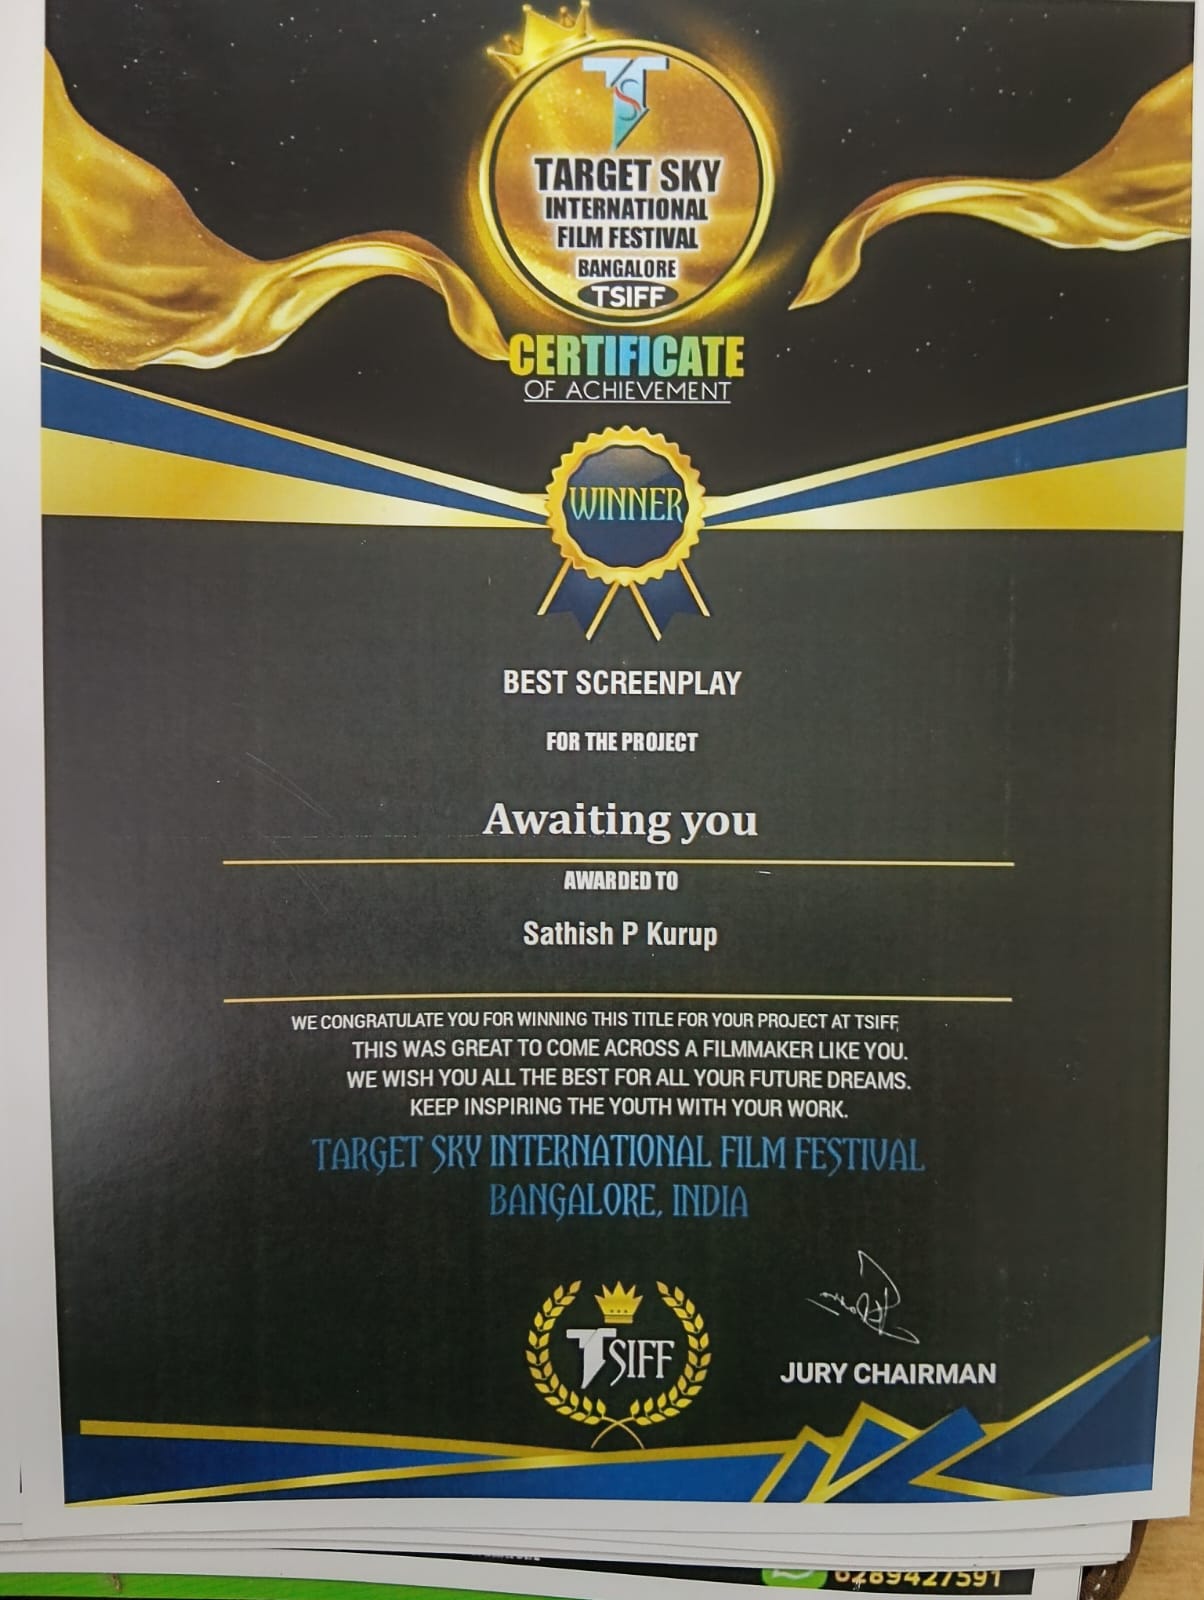 TST
TARGET SKY
INTERNATIONAL
FILM FESTIVAL
BANGALORE
TSIFF
CERTIFICATE
OF ACHIEVEMENT
WINNER
BEST SCREENPLAY
FOR THE PROJECT
Awaiting you
AWARDED TO
Sathish P Kurup
WE CONGRATULATE YOU FOR WINNING THIS TITLE FOR YOUR PROJECT AT TSIFF,
THIS WAS GREAT TO COME ACROSS A FILMMAKER LIKE YOU.
WE WISH YOU ALL THE BEST FOR ALL YOUR FUTURE DREAMS.
KEEP INSPIRING THE YOUTH WITH YOUR WORK.
TARGET SKY INTERNATIONAL FILM FESTIVAL
BANGALORE, INDIA
TSIFF
JURY CHAIRMAN
6289427591